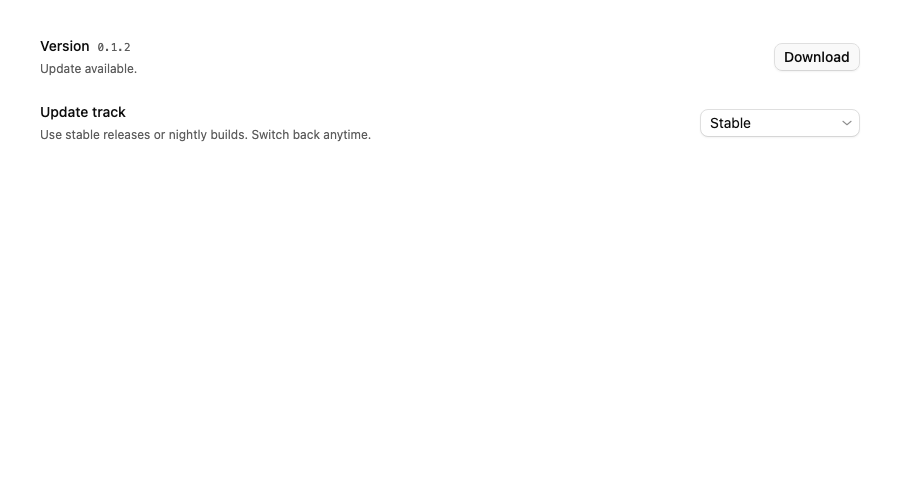 Version 0.1.2
Update available.
Download
Update track
Use stable releases or nightly builds. Switch back anytime.
Stable